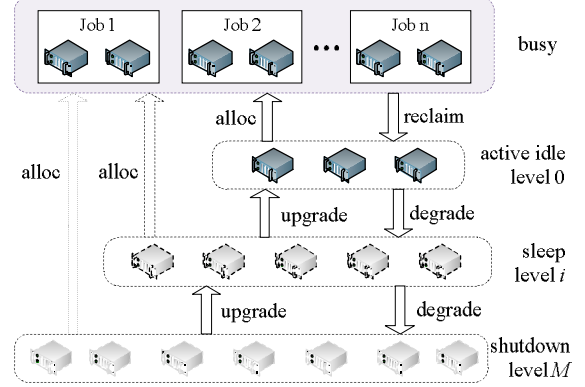 Job 1
Job 2
•••
Job n
busy
alloc
reclaim
active idle
level 0
alloc
alloc
upgrade
degrade
sleep
level i
upgrade
degrade
shutdown
level M